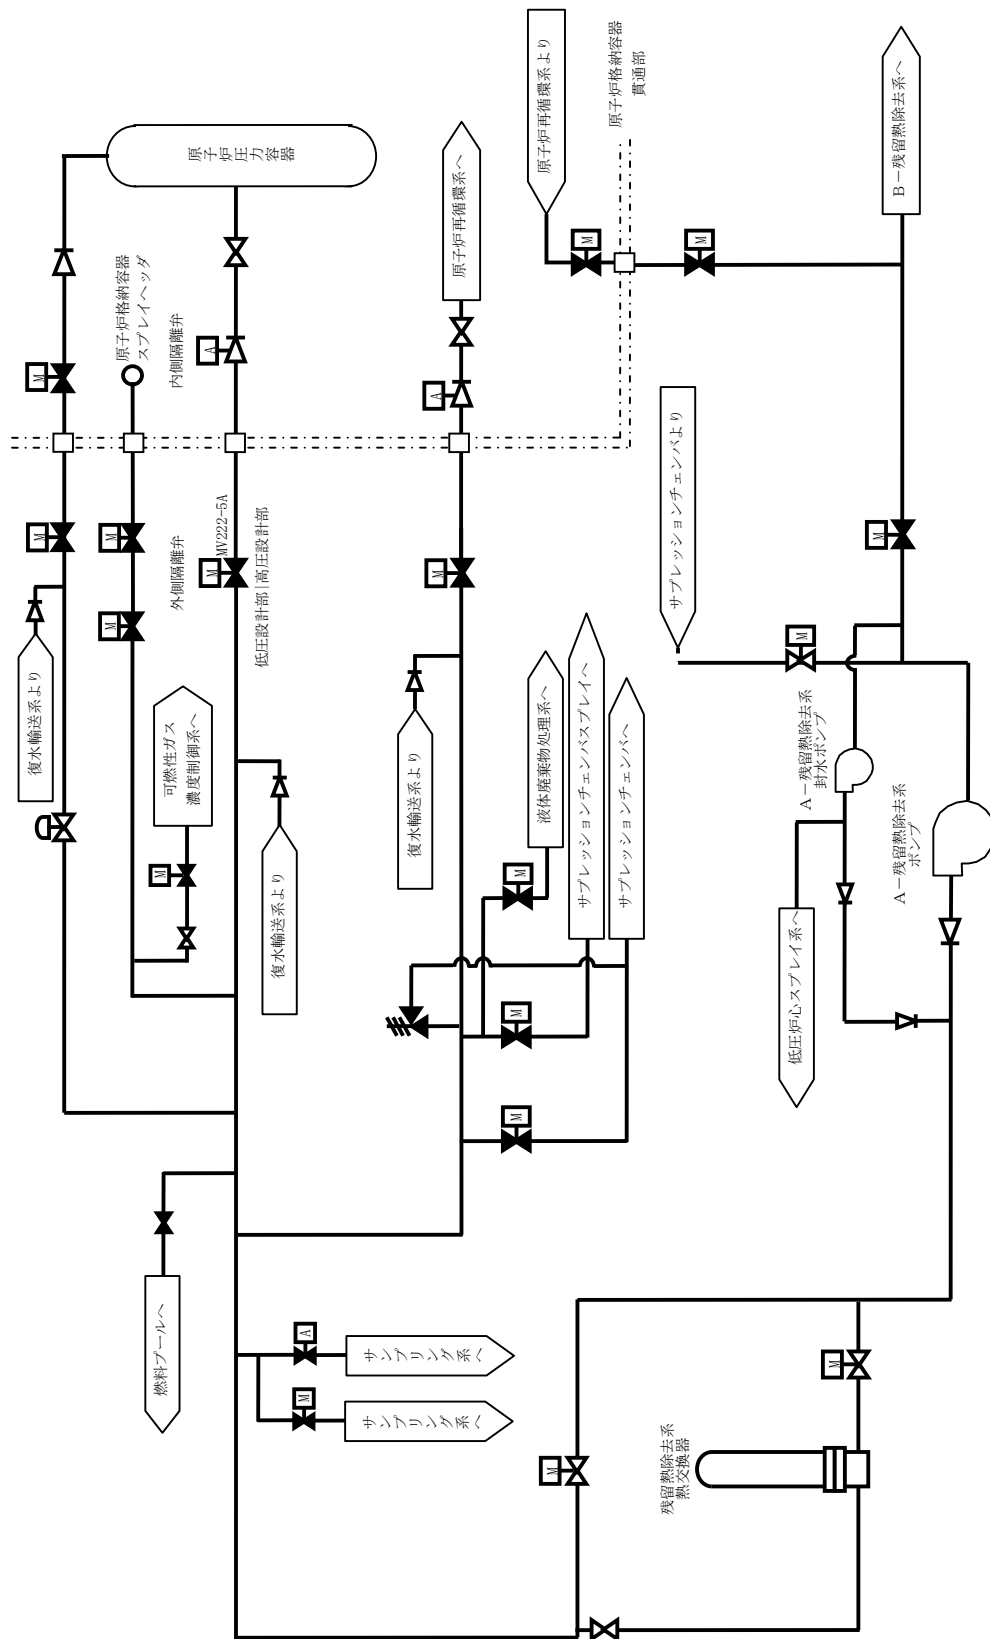 原子炉圧力容器
原子炉格納容器
スプレイヘッダ
内側隔離弁
A
M
原子炉再循環系へ
A
原子炉再循環系より
原子炉格納容器
貫通部
M
M
B－残留熱除去系へ
M
M
外側隔離弁
M
MV222-5A
低圧設計部|高圧設計部
M
サプレッションチェンバより
M
M
復水輸送系より
M
可燃性ガス
濃度制御系へ
M
復水輸送系より
復水輸送系より
液体廃棄物処理系へ
サプレッションチェンバスプレイへ
サプレッションチェンバへ
M
M
M
A－残留熱除去系
封水ポンプ
A－残留熱除去系
ポンプ
低圧炉心スプレイ系へ
燃料プールへ
A
サンプリング系へ
M
サンプリング系へ
M
M
残留熱除去系
熱交換器